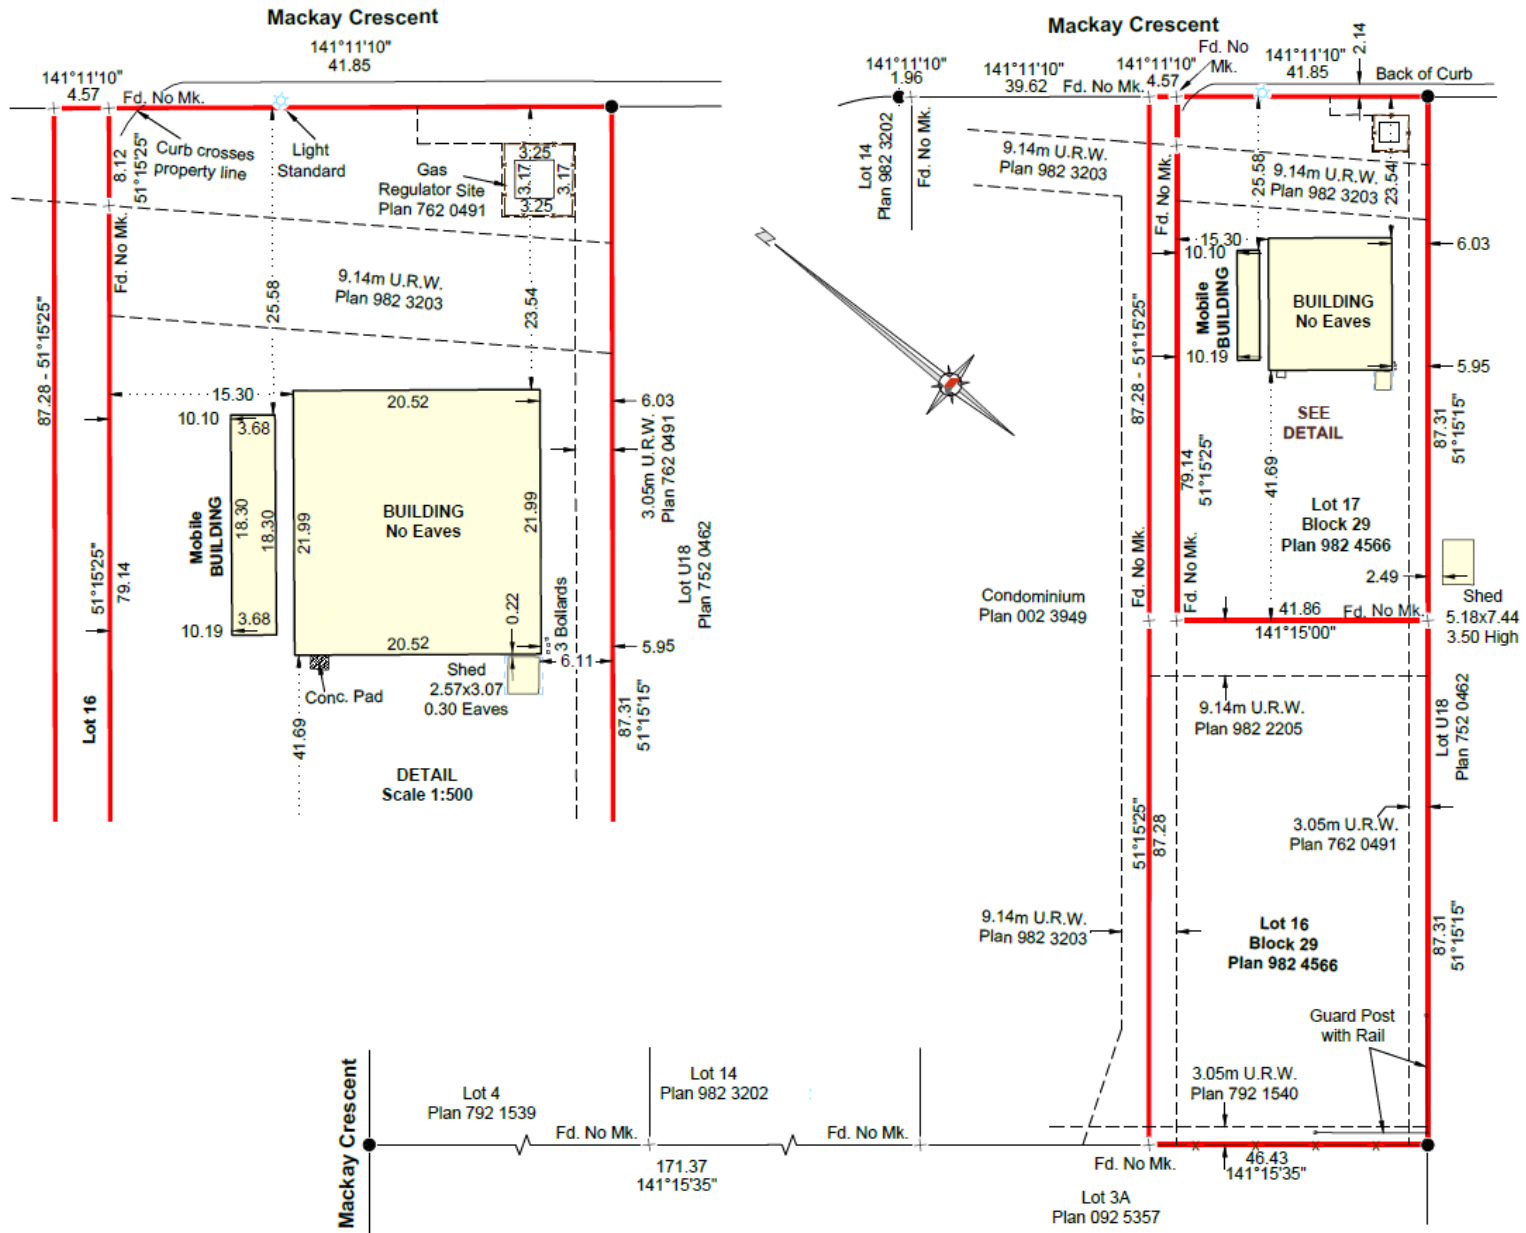 Mackay Crescent
141°11'10"
41.85
141°11'10"
4.57
Fd. No Mk.
8.12
51°15'25"
Curb crosses
property line
Light
Standard
Gas
Regulator Site
Plan 762 0491
3.25
3.17
3.17
3.25
Fd. No Mk.
9.14m U.R.W.
Plan 982 3203
25.58
23.54
87.28 - 51°15'25"
15.30
20.52
6.03
10.10
3.68
3.05m U.R.W.
Plan 762 0491
Mobile
BUILDING
18.30
18.30
21.99
BUILDING
No Eaves
21.99
Lot U18
Plan 752 0462
51°15'25"
79.14
0.22
3 Bollards
10.19
3.68
20.52
5.95
6.11
Shed
2.57x3.07
0.30 Eaves
Conc. Pad
Lot 16
41.69
87.31
51°15'15"
DETAIL
Scale 1:500
Mackay Crescent
141°11'10"
1.96
141°11'10"
39.62
Fd. No Mk.
141°11'10"
4.57
Fd. No
Mk.
141°11'10"
41.85
2.14
Back of Curb
Lot 14
Plan 982 3202
Fd. No Mk.
9.14m U.R.W.
Plan 982 3203
Fd. No Mk.
25.58
9.14m U.R.W.
Plan 982 3203
23.54
15.30
10.10
6.03
Mobile
BUILDING
BUILDING
No Eaves
10.19
5.95
87.28 - 51°15'25"
SEE
DETAIL
87.31
51°15'15"
79.14
51°15'25"
41.69
Lot 17
Block 29
Plan 982 4566
Fd. No Mk.
Fd. No Mk.
2.49
Shed
5.18x7.44
3.50 High
Condominium
Plan 002 3949
41.86
Fd. No Mk.
141°15'00"
9.14m U.R.W.
Plan 982 2205
Lot U18
Plan 752 0462
51°15'25"
87.28
3.05m U.R.W.
Plan 762 0491
9.14m U.R.W.
Plan 982 3203
Lot 16
Block 29
Plan 982 4566
87.31
51°15'15"
Guard Post
with Rail
3.05m U.R.W.
Plan 792 1540
Mackay Crescent
Lot 4
Plan 792 1539
Lot 14
Plan 982 3202
Fd. No Mk.
Fd. No Mk.
171.37
141°15'35"
Fd. No Mk.
46.43
141°15'35"
Lot 3A
Plan 092 5357